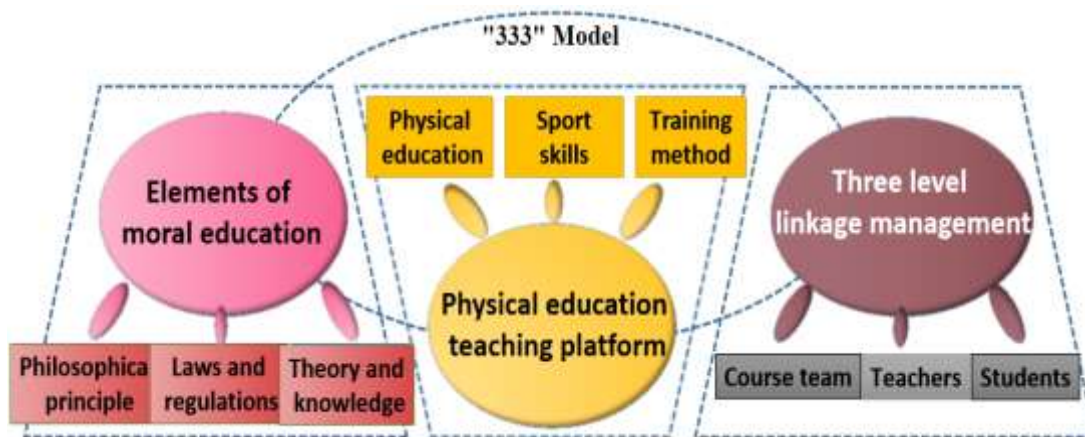 "333" Model
Elements of
moral education
Philosophica
principle
Laws and
regulations
Theory and
knowledge
Physical
education
Sport
skills
Training
method
Physical education
teaching platform
Three level
linkage management
Course team
Teachers
Students